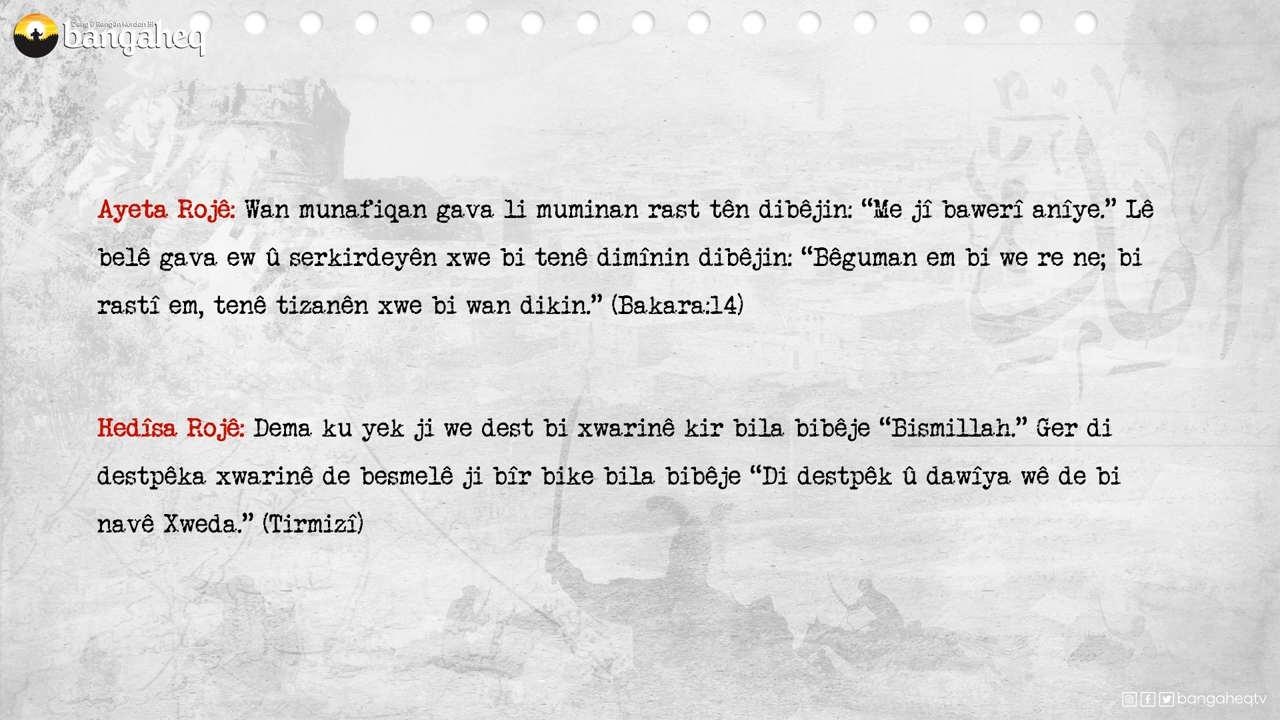 Deng û Rengên Kurdan Bi
bangaheq
Ayeta Rojê: Wan munafiqan gava li muminan rast tên dibêjin: “Me jî bawerî anîye.” Lê
belê gava ew û serkirdeyên xwe bi tenê dimînin dibêjin: “Bêguman em bi we re ne; bi
rastî em, tenê tizanên xwe bi wan dikin.” (Bakara:14)
Hedîsa Rojê: Dema ku yek ji we dest bi xwarinê kir bila bibêje “Bismillah.” Ger di
destpêka xwarinê de besmelê ji bîr bike bila bibêje “Di destpêk û dawîya wê de bi
navê Xweda.” (Tirmizî)
bangaheqtv